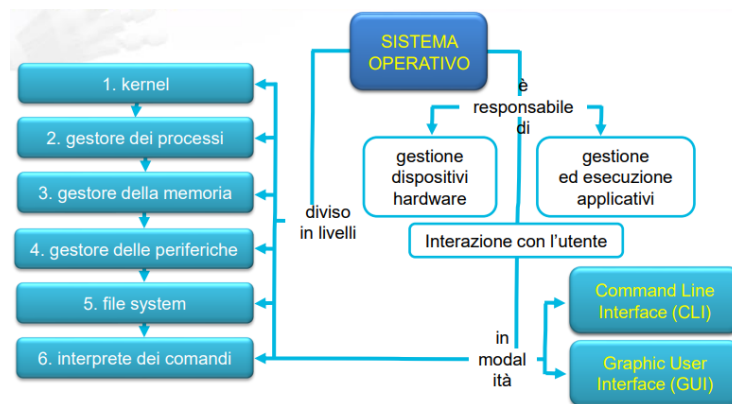 SISTEMA
OPERATIVO
1. kernel
2. gestore dei processi
3. gestore della memoria
4. gestore delle periferiche
5. file system
6. interprete dei comandi
diviso
in livelli
è
responsabile
di
gestione
dispositivi
hardware
gestione
ed esecuzione
applicativi
Interazione con l'utente
in
modal
ità
Command Line
Interface (CLI)
Graphic User
Interface (GUI)